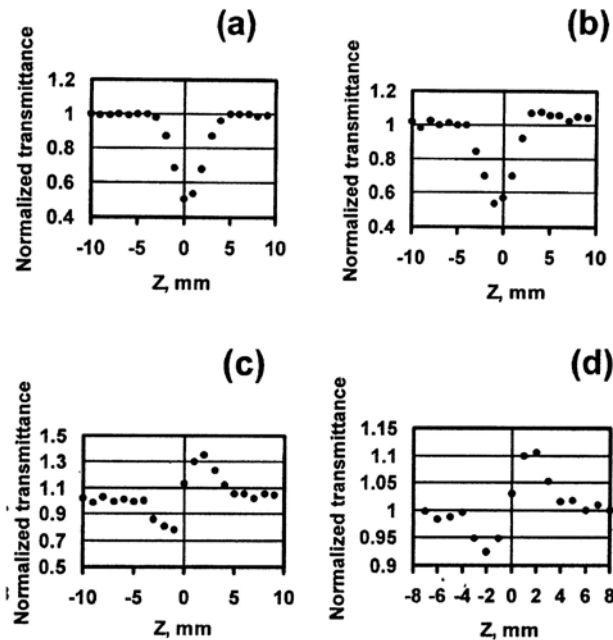 (a)
Normalized transmittance
1.2
1
0.8
0.6
0.4
-10 -5 0 5 10
Z, mm
(b)
Normalized transmittance
1.2
1
0.8
0.6
0.4
-10 -5 0 5 10
Z, mm
(c)
Normalized transmittance
1.5
1.3
1.1
0.9
0.7
0.5
-10 -5 0 5 10
Z, mm
(d)
Normalized transmittance
1.15
1.1
1.05
1
0.95
0.9
-8 -6 -4 -2 0 2 4 6 8
Z, mm